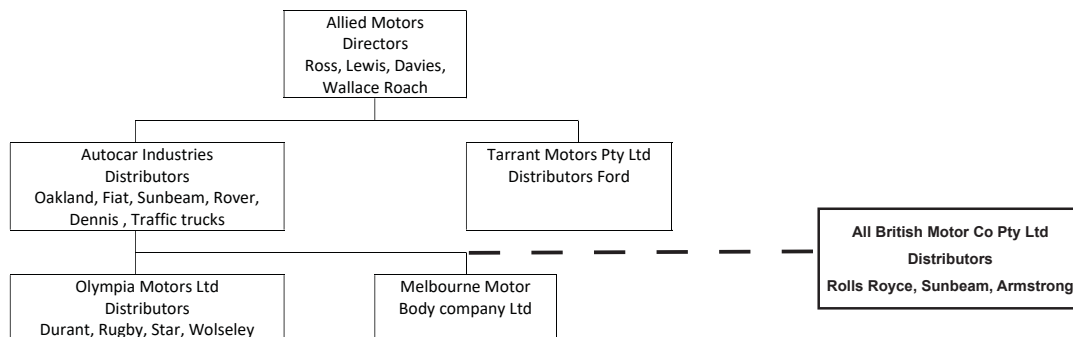 Allied Motors
Directors
Ross, Lewis, Davies,
Wallace Roach
Autocar Industries
Distributors
Oakland, Fiat, Sunbeam, Rover,
Dennis , Traffic trucks
Tarrant Motors Pty Ltd
Distributors Ford
All British Motor Co Pty Ltd
Distributors
Rolls Royce, Sunbeam, Armstrong
Olympia Motors Ltd
Distributors
Durant, Rugby, Star, Wolseley
Melbourne Motor
Body company Ltd